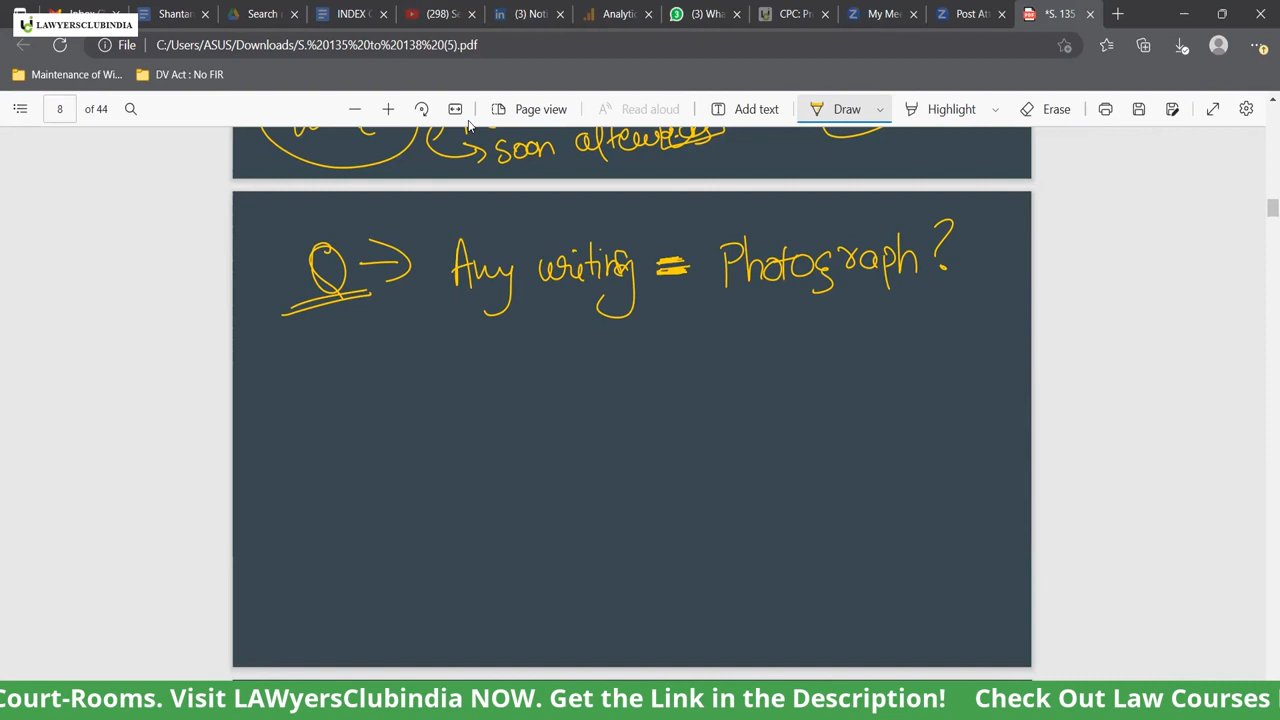 LAWYERSCLUBINDIA
Inbox
Shanta
Search
INDEX
(298)
(3) Noti
Analyti
(3) Wha
CPC: Pr
My Me
Post At
*S. 135
File
C:/Users/ASUS/Downloads/S.%20135%20to%20138%20(5).pdf
Maintenance of Wi...
DV Act : No FIR
8 of 44
Page view
Read aloud
Add text
Draw
Highlight
Erase
soon afterwards
Q → Any writing = Photograph?
Court-Rooms. Visit LAWyersClubindia NOW. Get the Link in the Description! Check Out Law Courses